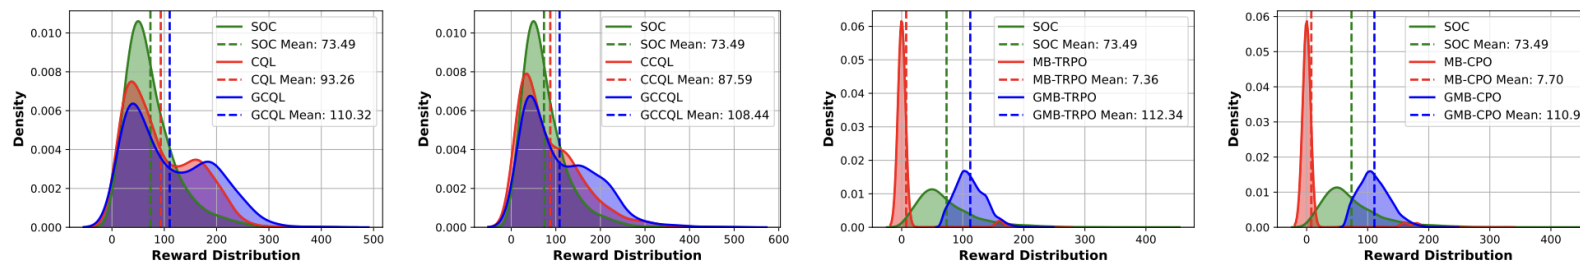 SOC
SOC Mean: 73.49
CQL
CQL Mean: 93.26
GCQL
GCQL Mean: 110.32
0.010
0.008
0.006
0.004
0.002
0.000
Density
0 100 200 300 400 500
Reward Distribution
SOC
SOC Mean: 73.49
CCQL
CCQL Mean: 87.59
GCCQL
GCCQL Mean: 108.44
0.010
0.008
0.006
0.004
0.002
0.000
Density
0 100 200 300 400 500 600
Reward Distribution
SOC
SOC Mean: 73.49
MB-TRPO
MB-TRPO Mean: 7.36
GMB-TRPO
GMB-TRPO Mean: 112.34
0.06
0.05
0.04
0.03
0.02
0.01
0.00
Density
0 100 200 300 400
Reward Distribution
SOC
SOC Mean: 73.49
MB-CPO
MB-CPO Mean: 7.70
GMB-CPO
GMB-CPO Mean: 110.9
0.06
0.05
0.04
0.03
0.02
0.01
0.00
Density
0 100 200 300 400
Reward Distribution